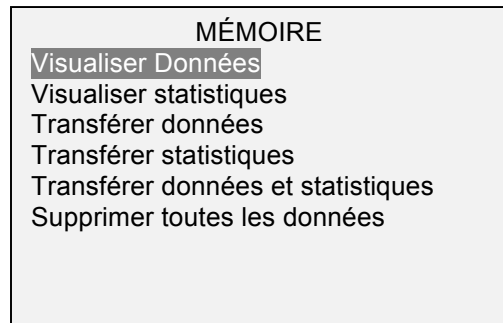 MÉMOIRE
Visualiser Données
Visualiser statistiques
Transférer données
Transférer statistiques
Transférer données et statistiques
Supprimer toutes les données